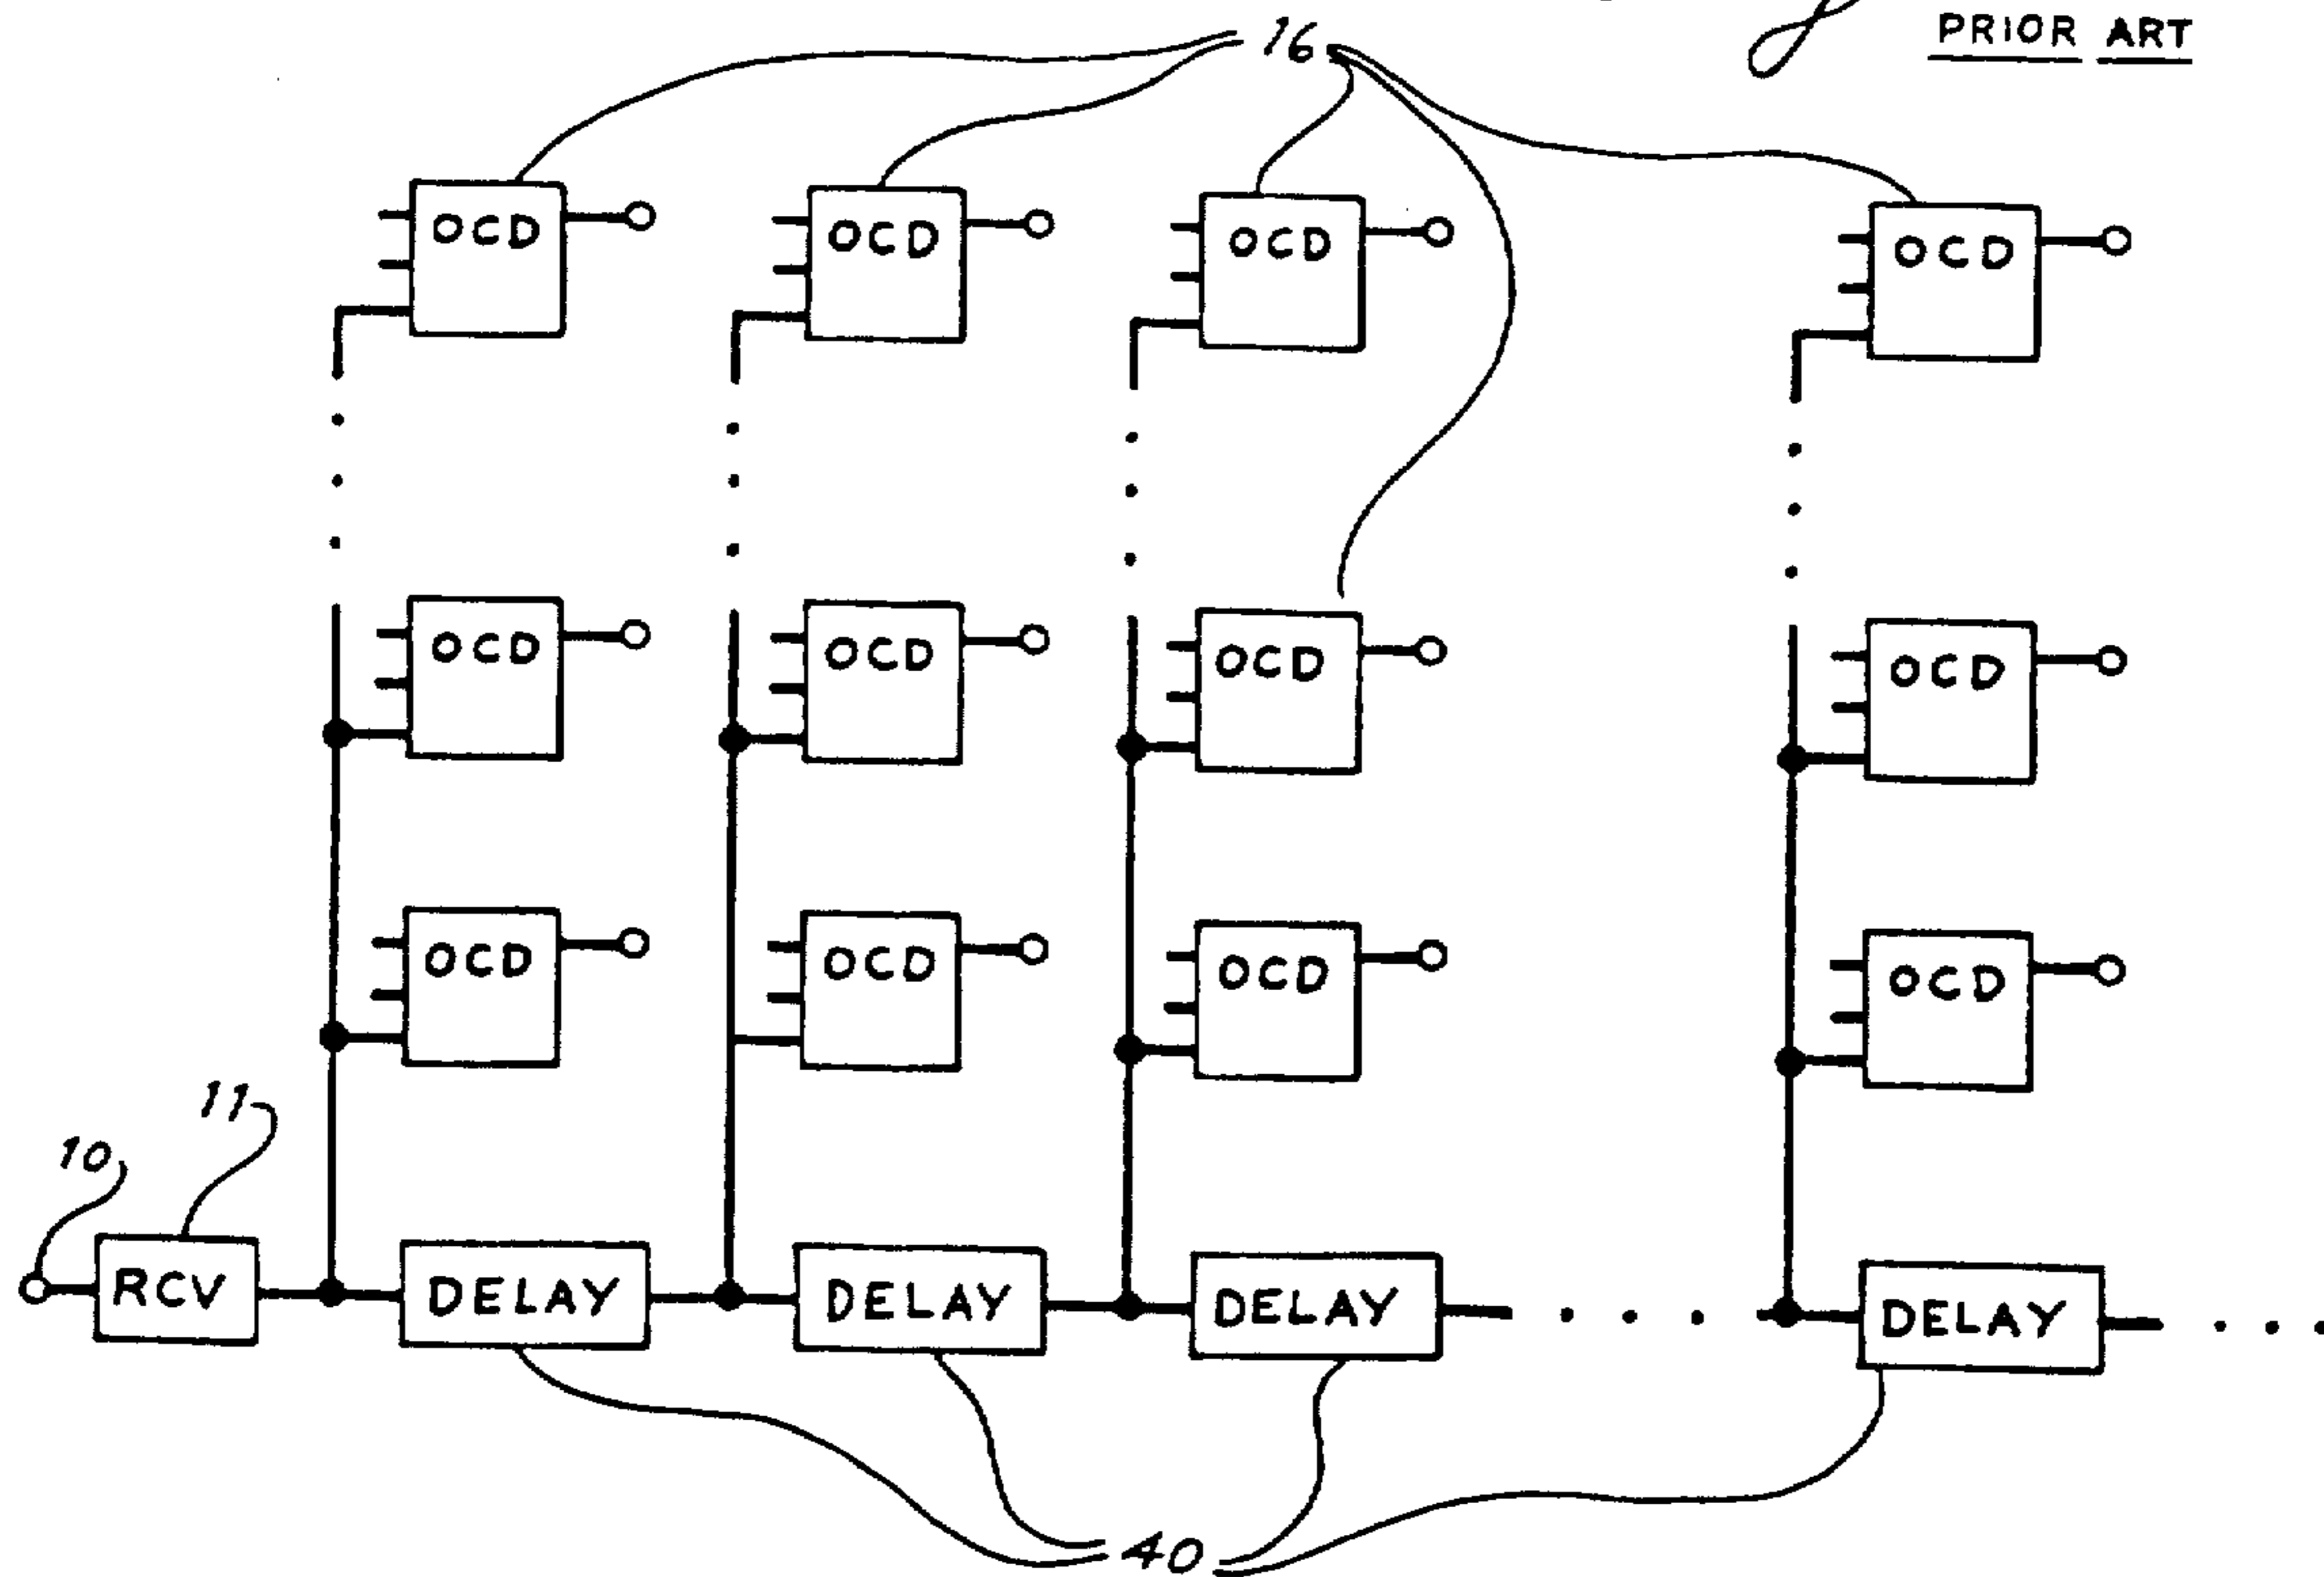 PRIOR ART
16
OCD OCD OCD OCD
OCD OCD OCD OCD
OCD OCD OCD OCD
11
10
RCV DELAY DELAY DELAY DELAY
40